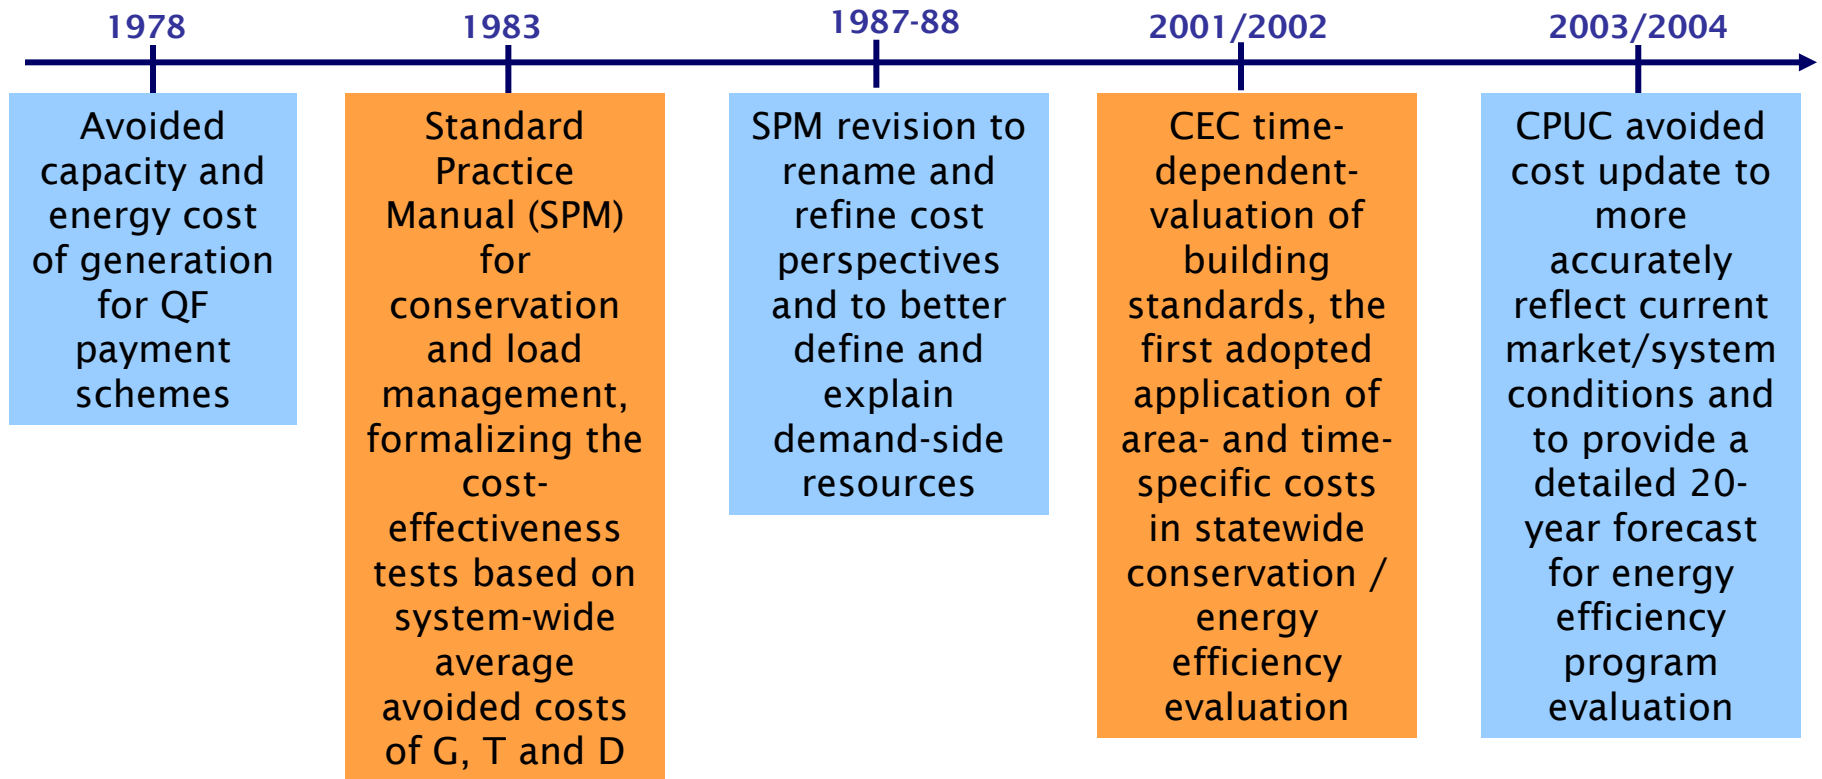 1978
Avoided
capacity and
energy cost
of generation
for QF
payment
schemes
1983
Standard
Practice
Manual (SPM)
for
conservation
and load
management,
formalizing the
cost-
effectiveness
tests based on
system-wide
average
avoided costs
of G, T and D
1987-88
SPM revision to
rename and
refine cost
perspectives
and to better
define and
explain
demand-side
resources
2001/2002
CEC time-
dependent-
valuation of
building
standards, the
first adopted
application of
area- and time-
specific costs
in statewide
conservation /
energy
efficiency
evaluation
2003/2004
CPUC avoided
cost update to
more
accurately
reflect current
market/system
conditions and
to provide a
detailed 20-
year forecast
for energy
efficiency
program
evaluation